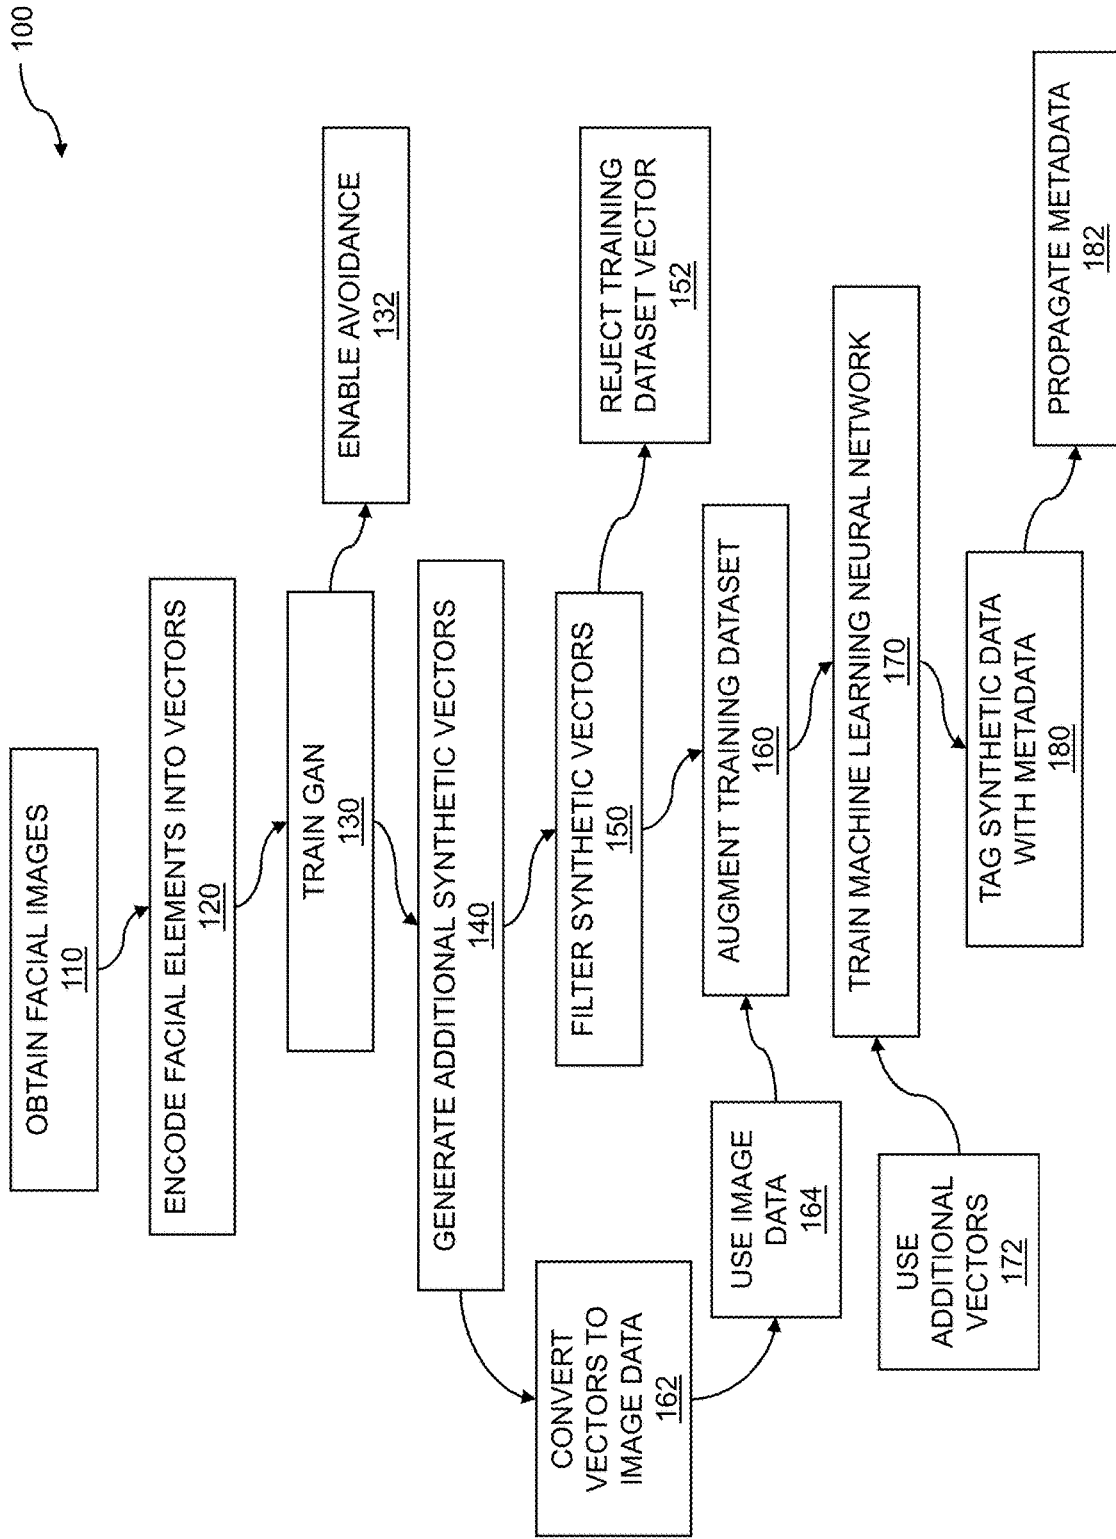 100
OBTAIN FACIAL IMAGES
110
ENCODE FACIAL ELEMENTS INTO VECTORS
120
TRAIN GAN
130
ENABLE AVOIDANCE
132
GENERATE ADDITIONAL SYNTHETIC VECTORS
140
FILTER SYNTHETIC VECTORS
150
REJECT TRAINING
DATASET VECTOR
152
CONVERT
VECTORS TO
IMAGE DATA
162
USE IMAGE
DATA
164
AUGMENT TRAINING DATASET
160
TRAIN MACHINE LEARNING NEURAL NETWORK
170
USE
ADDITIONAL
VECTORS
172
TAG SYNTHETIC DATA
WITH METADATA
180
PROPAGATE METADATA
182